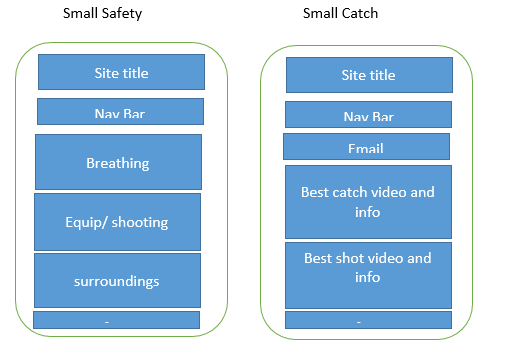 Small Safety
Site title
Nav Bar
Breathing
Equip/ shooting
surroundings
Small Catch
Site title
Nav Bar
Email
Best catch video and
info
Best shot video and
info